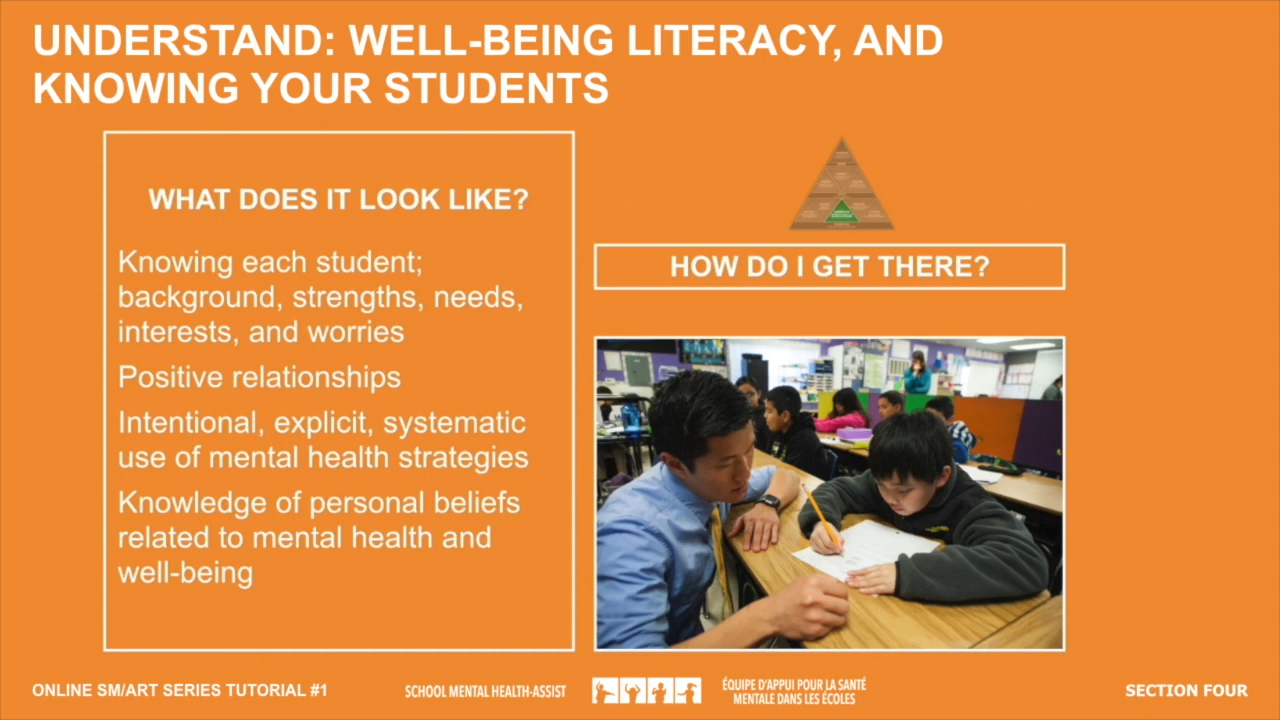 UNDERSTAND: WELL-BEING LITERACY, AND
KNOWING YOUR STUDENTS
WHAT DOES IT LOOK LIKE?
Knowing each student;
background, strengths, needs,
interests, and worries
Positive relationships
Intentional, explicit, systematic
use of mental health strategies
Knowledge of personal beliefs
related to mental health and
well-being
HOW DO I GET THERE?
ONLINE SM/ART SERIES TUTORIAL #1
SCHOOL MENTAL HEALTH-ASSIST
ÉQUIPE D'APPUI POUR LA SANTÉ
MENTALE DANS LES ÉCOLES
SECTION FOUR